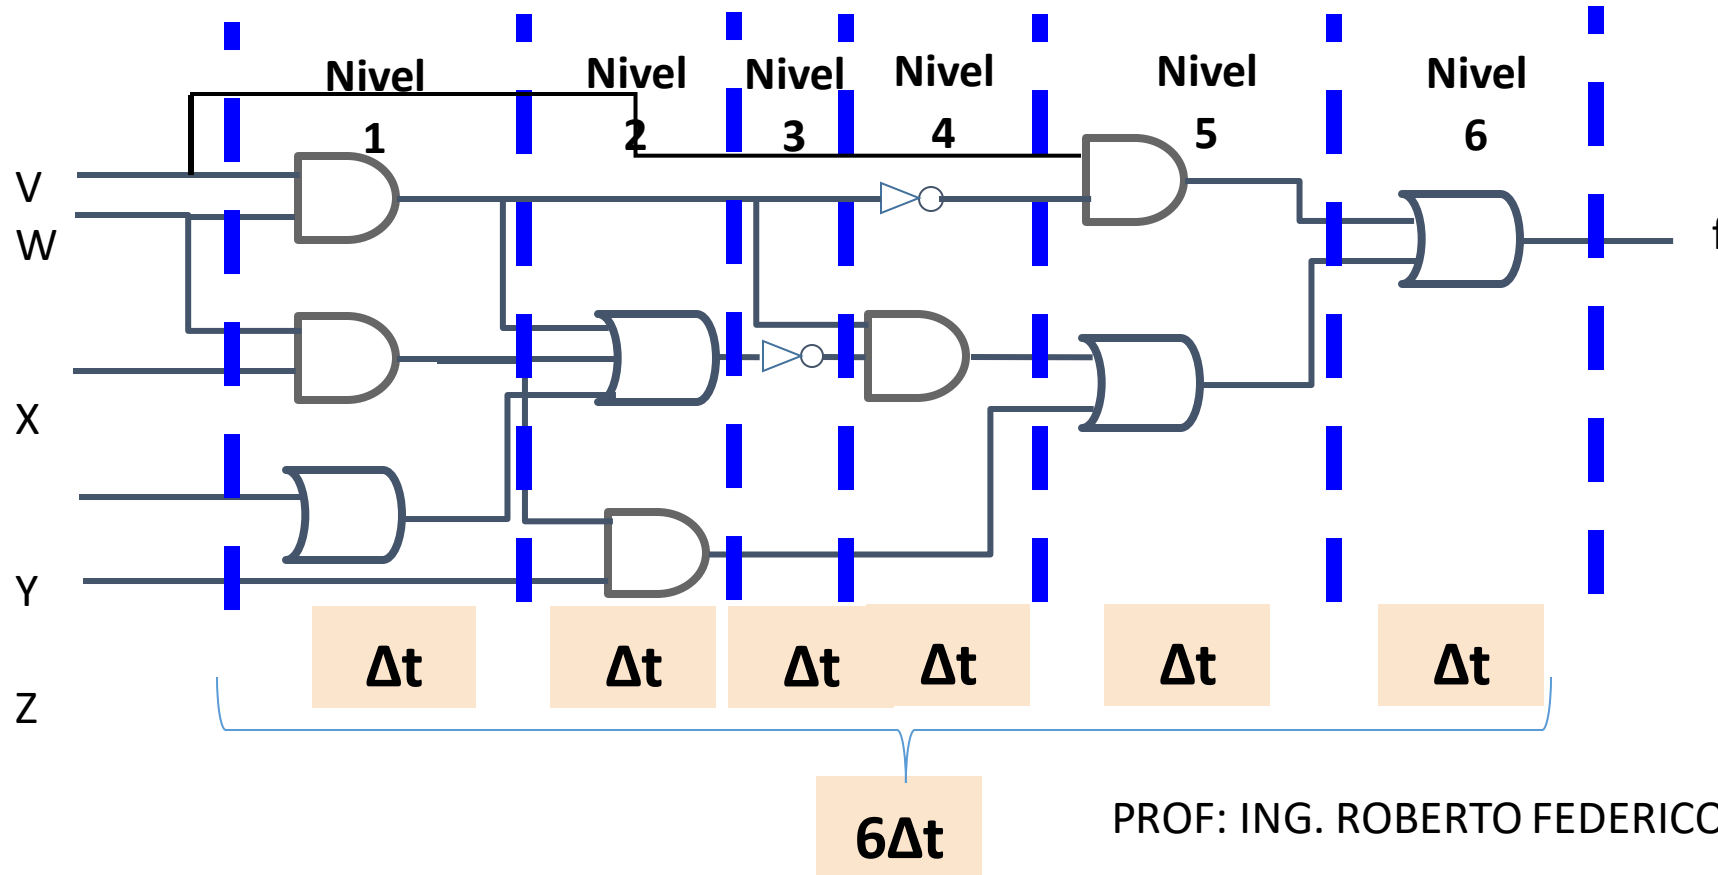 Nivel 1
Nivel 2
Nivel 3
Nivel 4
Nivel 5
Nivel 6
V
W
X
Y
Z
Δt
Δt
Δt
Δt
Δt
Δt
6Δt
PROF: ING. ROBERTO FEDERICO